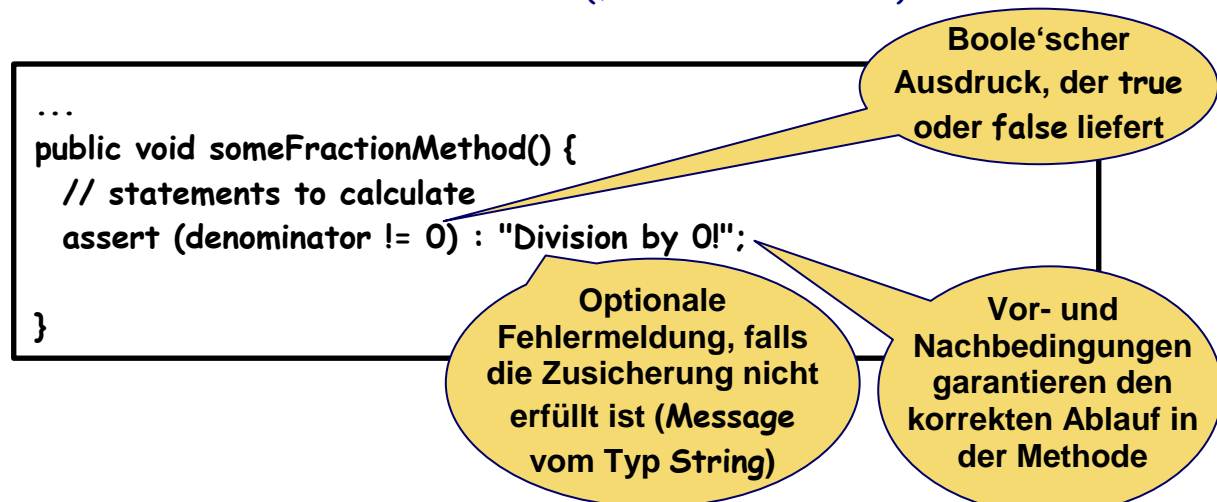 ...
public void someFractionMethod() {
// statements to calculate
assert (denominator != 0) : "Division by 0!";
}
Boole‘scher
Ausdruck, der true
oder false liefert
Optionale
Fehlermeldung, falls
die Zusicherung nicht
erfüllt ist (Message
vom Typ String)
Vor- und
Nachbedingungen
garantieren den
korrekten Ablauf in
der Methode